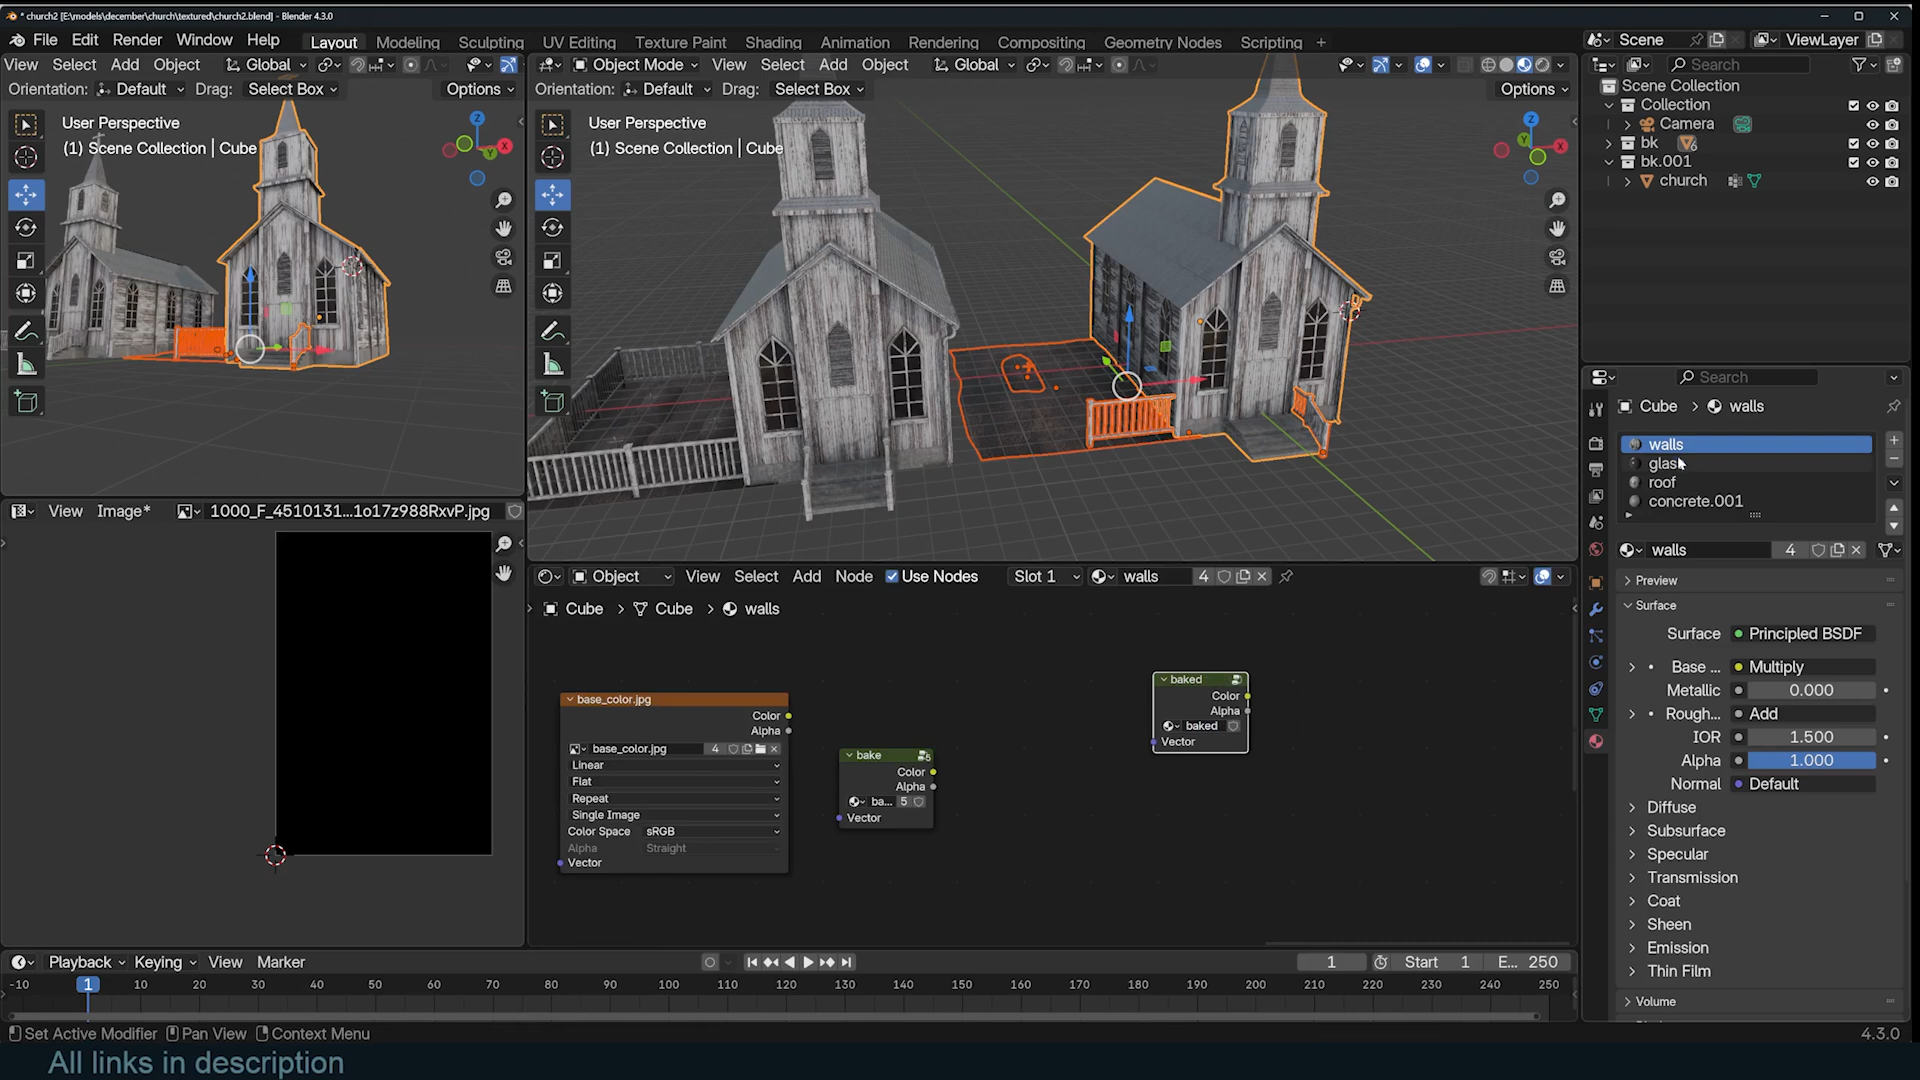 * church2 [E:\models\december\church\textured\church2.blend] - Blender 4.3.0
File Edit Render Window Help Layout Modeling Sculpting UV Editing Texture Paint Shading Animation Rendering Compositing Geometry Nodes Scripting + Scene ViewLayer
View Select Add Object Global
Object Mode View Select Add Object Global
Search
Orientation: Default Drag: Select Box Options
Orientation: Default Drag: Select Box Options
User Perspective
(1) Scene Collection | Cube
User Perspective
(1) Scene Collection | Cube
Z
Y
X
Z
Y
X
Scene Collection
Collection
Camera
bk 6
bk.001
church
Search
Cube > walls
walls
glass
roof
concrete.001
walls 4
Preview
Surface
Surface Principled BSDF
Base ... Multiply
Metallic 0.000
Rough... Add
IOR 1.500
Alpha 1.000
Normal Default
Diffuse
Subsurface
Specular
Transmission
Coat
Sheen
Emission
Thin Film
Volume
View Image* 1000_F_4510131...1o17z988RxvP.jpg
Object View Select Add Node Use Nodes Slot 1 walls 4
Cube > Cube > walls
base_color.jpg
Color
Alpha
base_color.jpg 4
Linear
Flat
Repeat
Single Image
Color Space sRGB
Alpha Straight
Vector
bake 5
Color
Alpha
ba... 5
Vector
baked
Color
Alpha
baked
Vector
Playback Keying View Marker 1 Start 1 E... 250
-10 1 10 20 30 40 50 60 70 80 90 100 110 120 130 140 150 160 170 180 190 200 210 220 230 240 250
Set Active Modifier Pan View Context Menu 4.3.0
All links in description